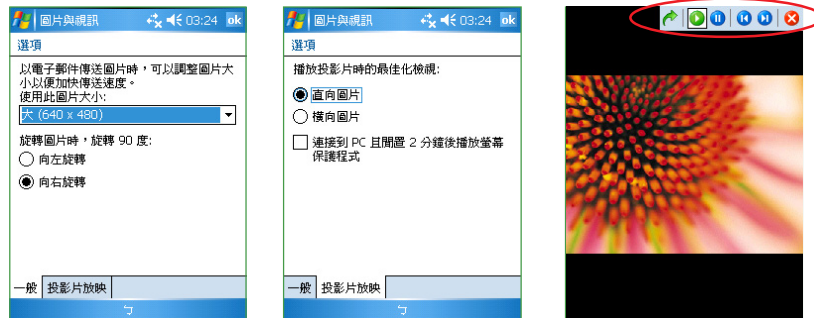 圖片與視訊 03:24 ok
選項
以電子郵件傳送圖片時，可以調整圖片大
小以便加快傳送速度。
使用此圖片大小:
大 (640 x 480)
旋轉圖片時，旋轉 90 度:
向左旋轉
向右旋轉
一般 投影片放映
ㄅ
圖片與視訊 03:24 ok
選項
播放投影片時的最佳化檢視:
直向圖片
橫向圖片
連接到 PC 且閒置 2 分鐘後播放螢幕
保護程式
一般 投影片放映
ㄅ